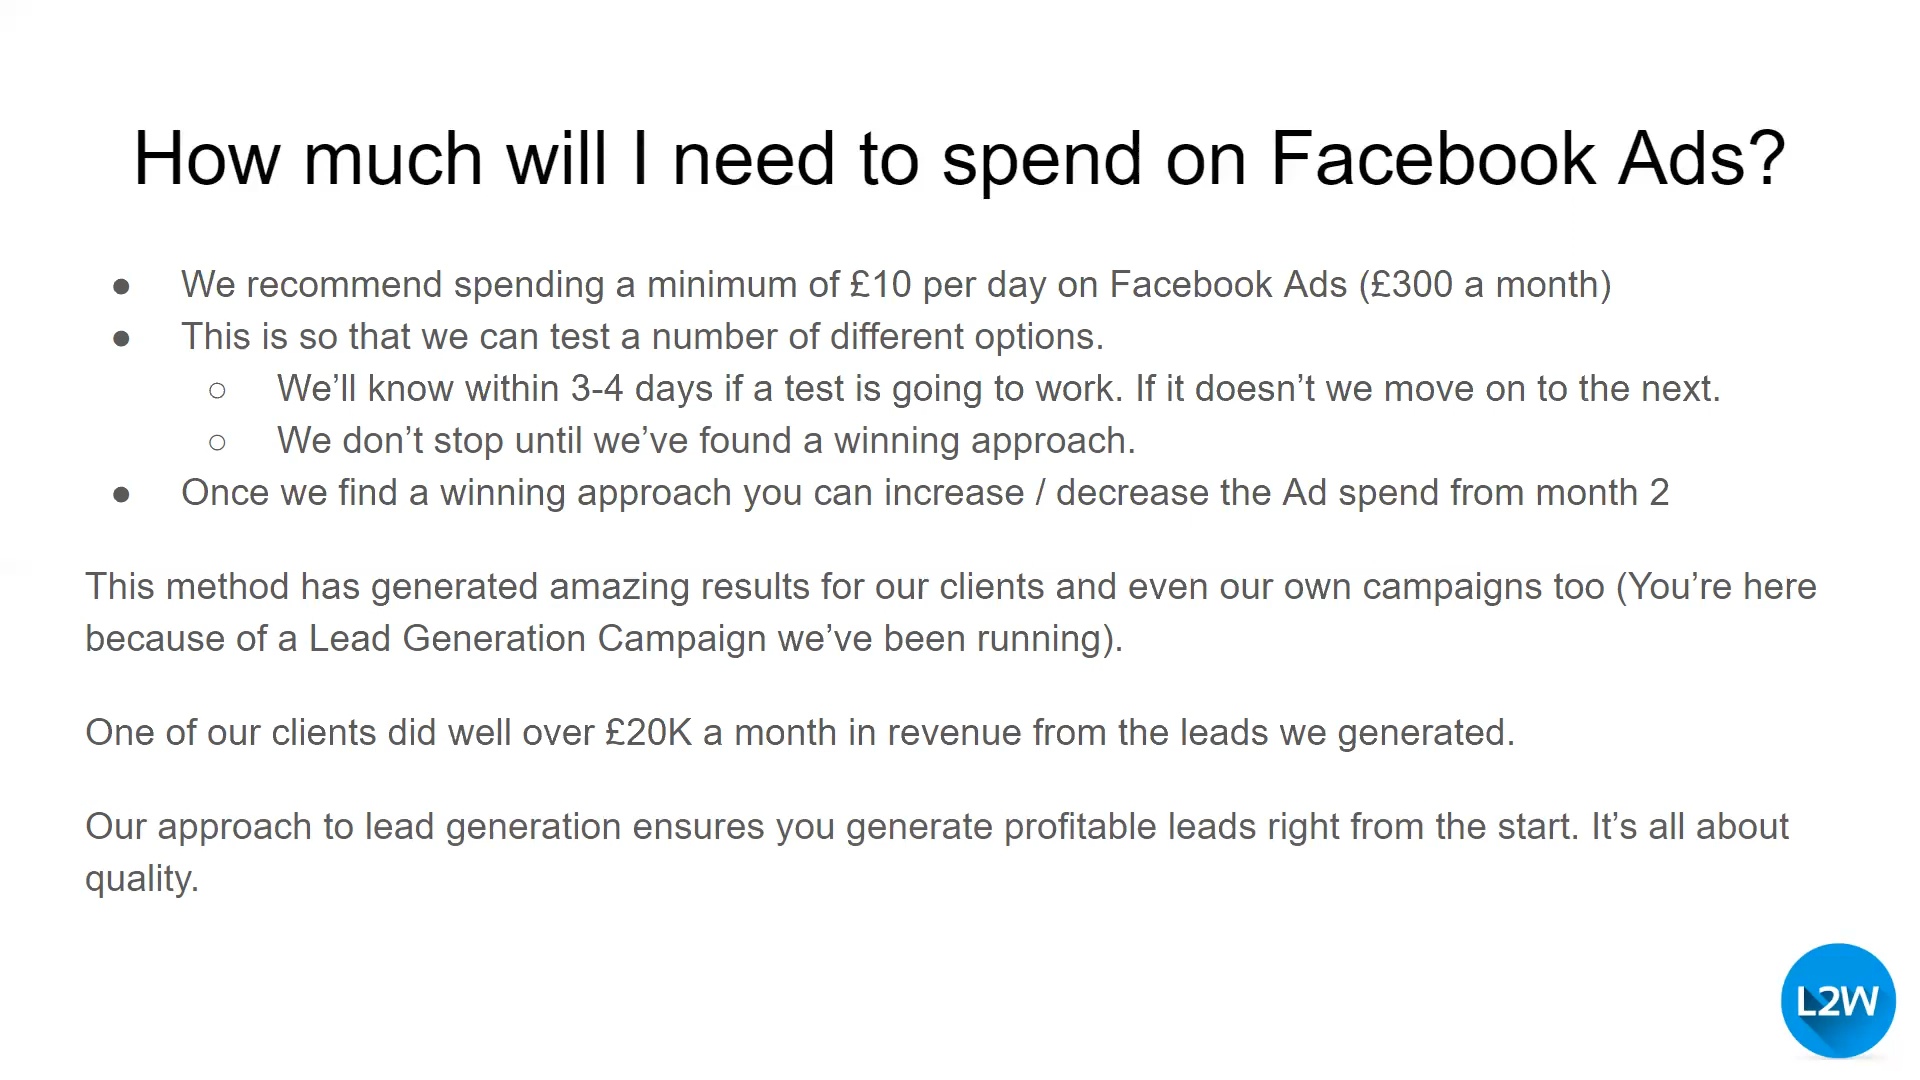 How much will I need to spend on Facebook Ads?
● We recommend spending a minimum of £10 per day on Facebook Ads (£300 a month)
● This is so that we can test a number of different options.
○ We’ll know within 3-4 days if a test is going to work. If it doesn’t we move on to the next.
○ We don’t stop until we’ve found a winning approach.
● Once we find a winning approach you can increase / decrease the Ad spend from month 2
This method has generated amazing results for our clients and even our own campaigns too (You’re here
because of a Lead Generation Campaign we’ve been running).
One of our clients did well over £20K a month in revenue from the leads we generated.
Our approach to lead generation ensures you generate profitable leads right from the start. It’s all about
quality.
L2W